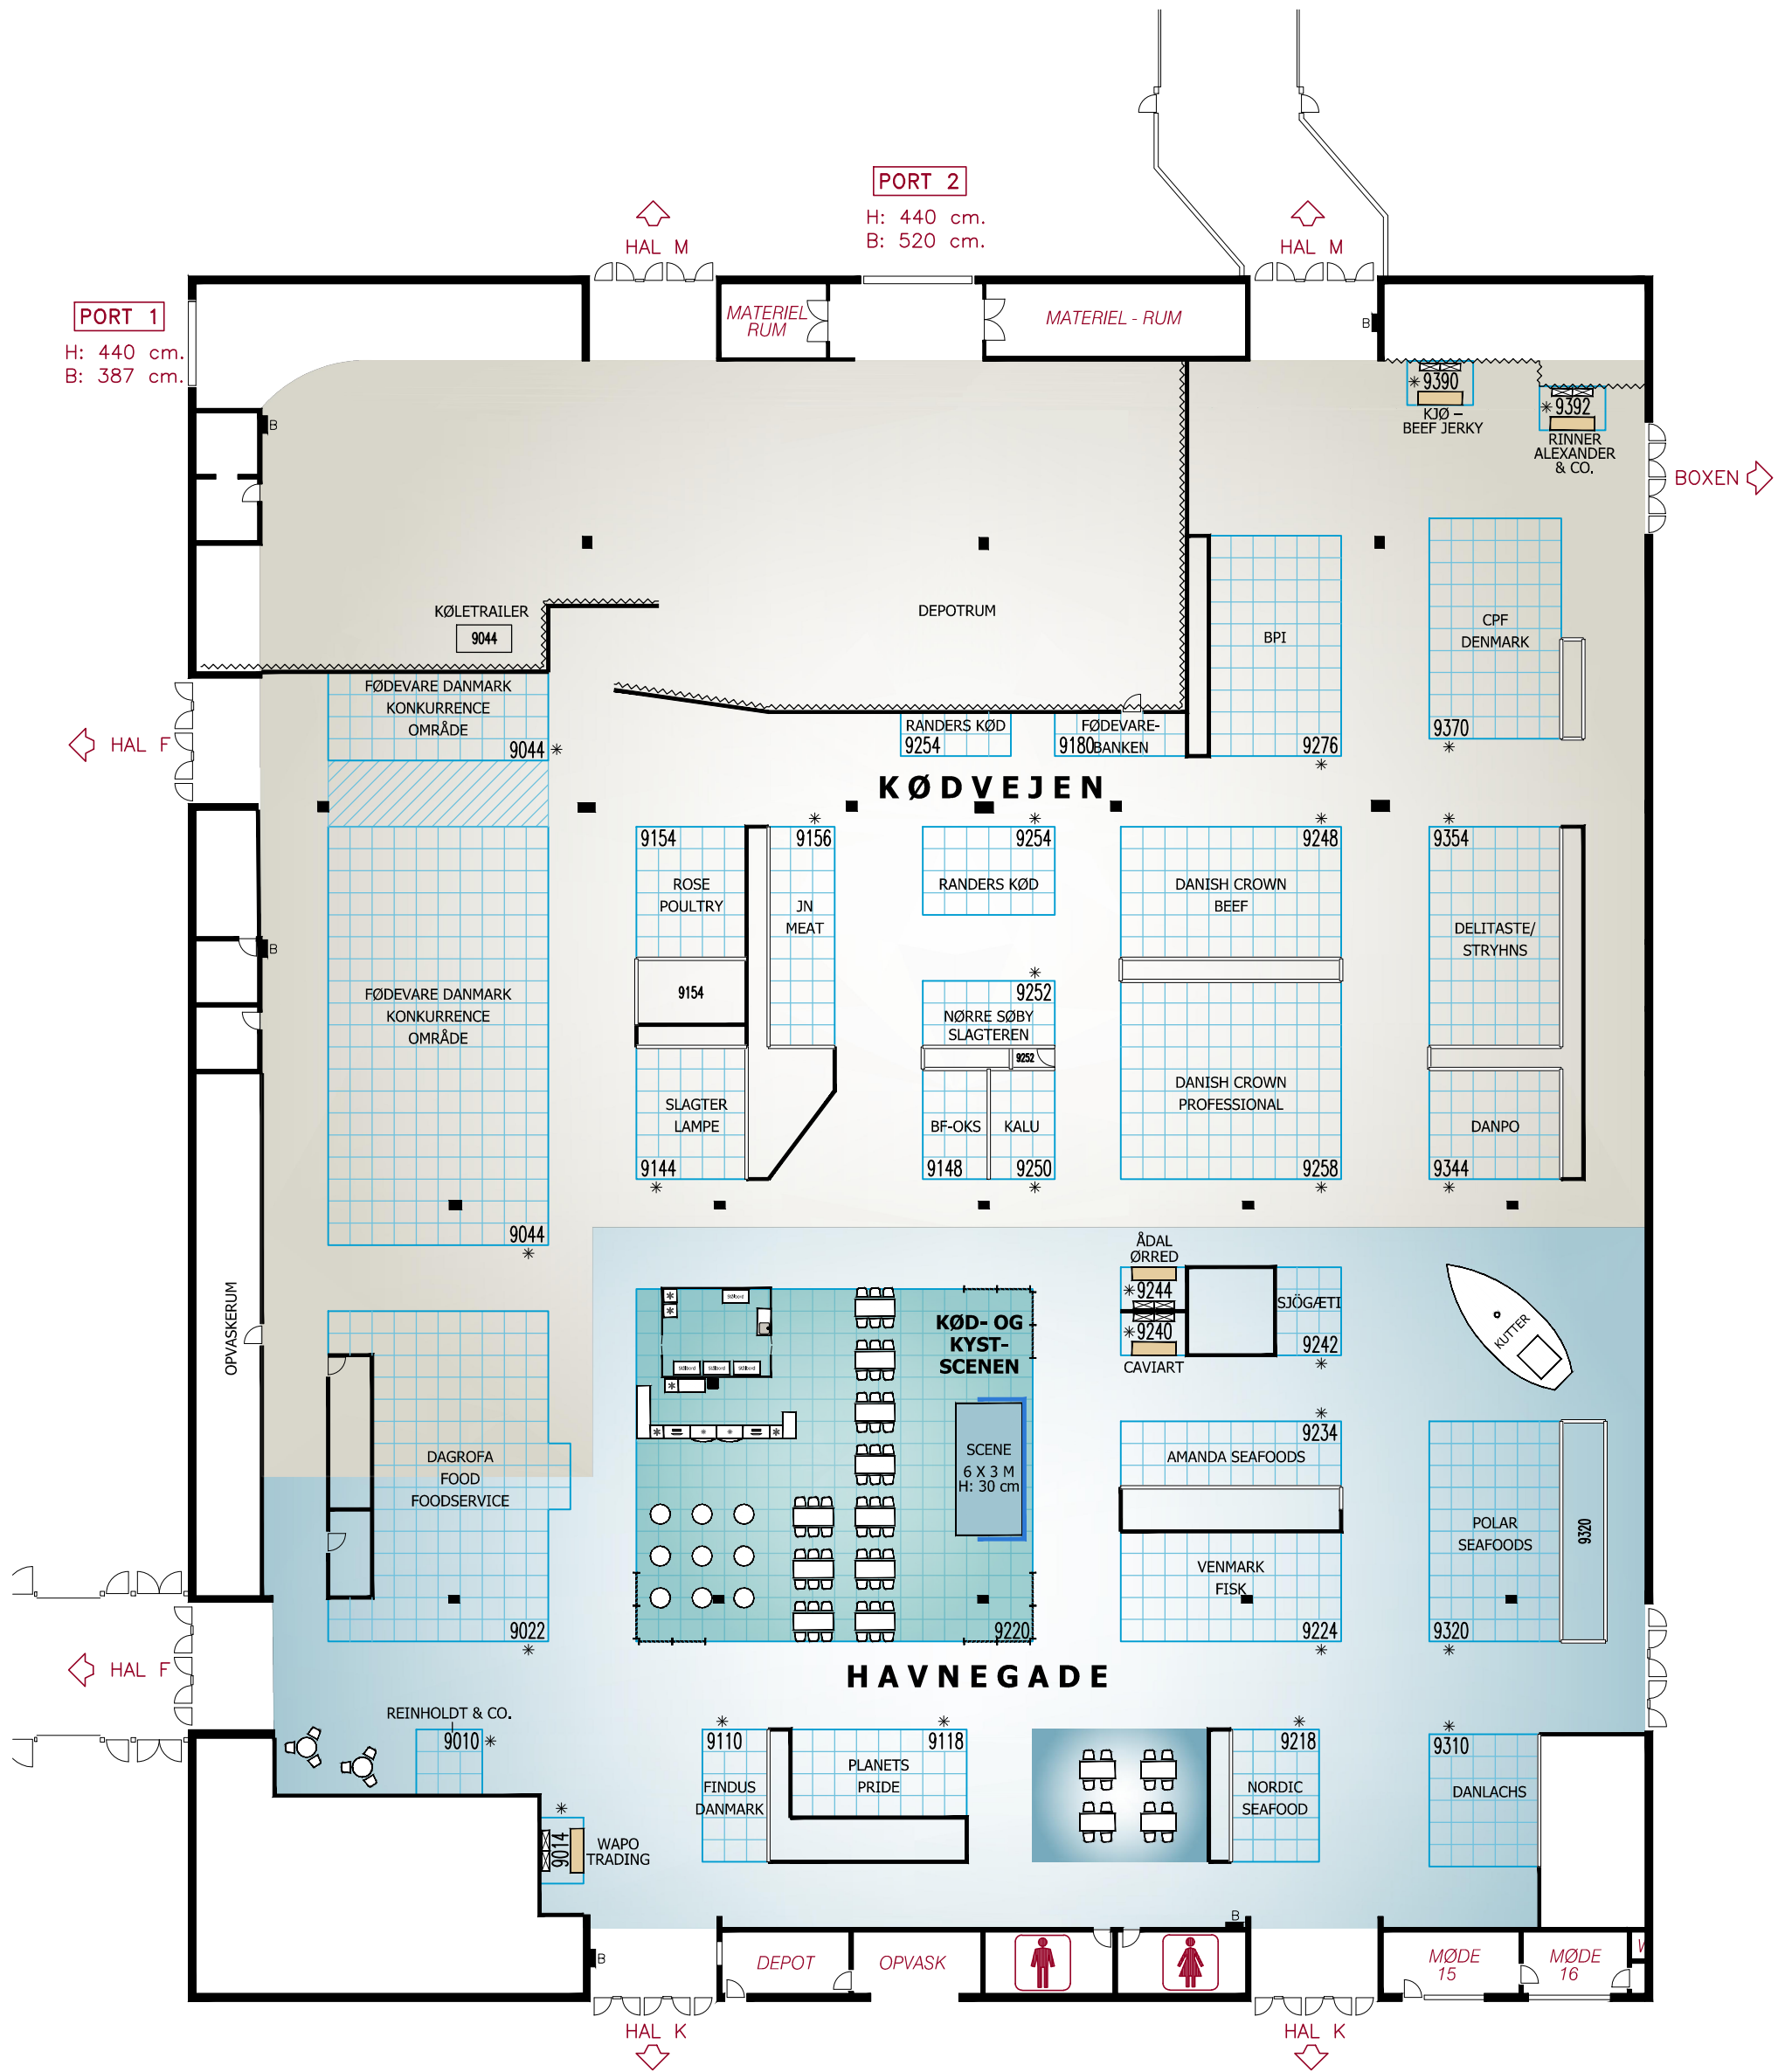 PORT 2
H: 440 cm.
B: 520 cm.
HAL M
HAL M
PORT 1
H: 440 cm.
B: 387 cm.
MATERIEL
RUM
MATERIEL - RUM
B
9390
KJØ –
BEEF JERKY
9392
RINNER
ALEXANDER
& CO.
B
BOXEN
KØLETRAILER
9044
DEPOTRUM
BPI
9276
CPF
DENMARK
9370
FØDEVARE DANMARK
KONKURRENCE
OMRÅDE
9044
RANDERS KØD
9254
FØDEVARE-
9180 BANKEN
HAL F
KØDVEJEN
9154
ROSE
POULTRY
9154
9156
JN
MEAT
9254
RANDERS KØD
9248
DANISH CROWN
BEEF
9354
DELITASTE/
STRYHNS
B
FØDEVARE DANMARK
KONKURRENCE
OMRÅDE
9044
9252
NØRRE SØBY
SLAGTEREN
9252
SLAGTER
LAMPE
9144
BF-OKS
9148
KALU
9250
DANISH CROWN
PROFESSIONAL
9258
DANPO
9344
OPVASKERUM
ÅDAL
ØRRED
9244
9240
CAVIART
SJÖGÆTI
9242
KUTTER
Stålbord
Stålbord
Stålbord
Stålbord
KØD- OG
KYST-
SCENEN
SCENE
6 X 3 M
H: 30 cm
9220
DAGROFA
FOOD
FOODSERVICE
9022
9234
AMANDA SEAFOODS
VENMARK
FISK
9224
POLAR
SEAFOODS
9320
9320
HAL F
HAVNEGADE
REINHOLDT & CO.
9010
9014
WAPO
TRADING
9110
FINDUS
DANMARK
9118
PLANETS
PRIDE
9218
NORDIC
SEAFOOD
9310
DANLACHS
B
B
DEPOT
OPVASK
MØDE
15
MØDE
16
HAL K
HAL K